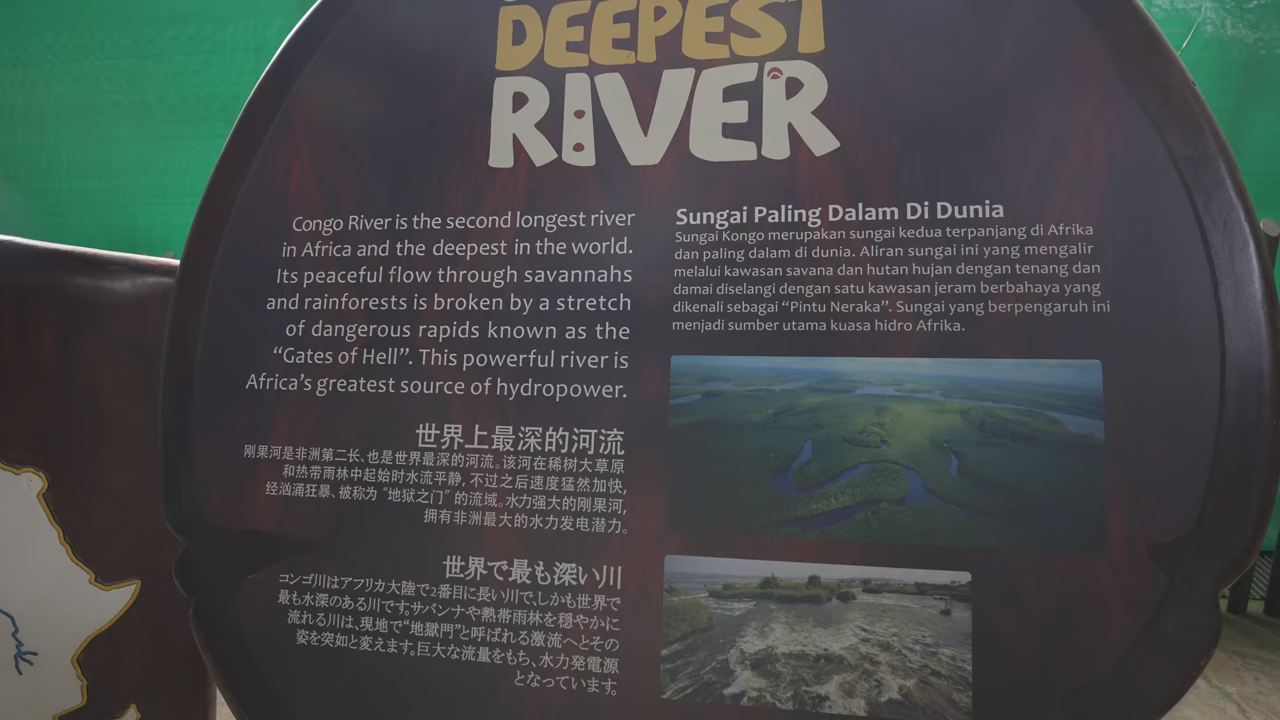 DEEPEST
RIVER
Congo River is the second longest river
in Africa and the deepest in the world.
Its peaceful flow through savannahs
and rainforests is broken by a stretch
of dangerous rapids known as the
“Gates of Hell”. This powerful river is
Africa’s greatest source of hydropower.
世界上最深的河流
刚果河是非洲第二长、也是世界最深的河流。该河在稀树大草原
和热带雨林中起始时水流平静, 不过之后速度猛然加快,
经汹涌狂暴、被称为 “地狱之门” 的流域。水力强大的刚果河,
拥有非洲最大的水力发电潜力。
世界で最も深い川
コンゴ川はアフリカ大陸で2番目に長い川で、しかも世界で
最も水深のある川です。サバンナや熱帯雨林を穏やかに
流れる川は、現地で“地獄門”と呼ばれる激流へとその
姿を突如と変えます。巨大な流量をもち、水力発電源
となっています。
Sungai Paling Dalam Di Dunia
Sungai Kongo merupakan sungai kedua terpanjang di Afrika
dan paling dalam di dunia. Aliran sungai ini yang mengalir
melalui kawasan savana dan hutan hujan dengan tenang dan
damai diselangi dengan satu kawasan jeram berbahaya yang
dikenali sebagai “Pintu Neraka”. Sungai yang berpengaruh ini
menjadi sumber utama kuasa hidro Afrika.